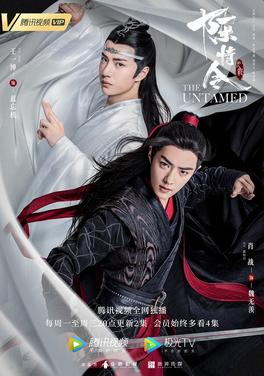 腾讯视频 VIP
陈情令
THE
UNTAMED
王一博
饰
蓝忘机
肖战
饰
魏无羡
腾讯视频全网独播
每周一至周三20点更新2集 会员始终多看4集
腾讯视频 极光TV